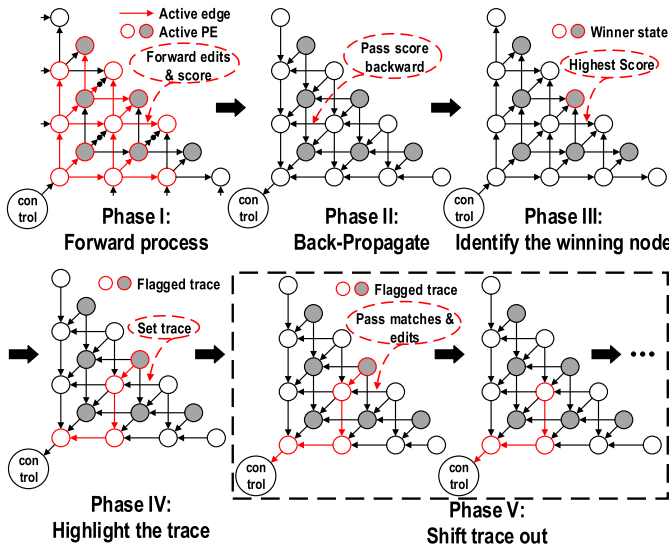 Active edge
Active PE
Forward edits
& score
con
trol
Phase I:
Forward process
Pass score
backward
Phase II:
Back-Propagate
Winner state
Highest Score
con
trol
Phase III:
Identify the winning node
Flagged trace
Set trace
con
trol
Phase IV:
Highlight the trace
Flagged trace
Pass matches &
edits
con
trol
con
trol
Phase V:
Shift trace out